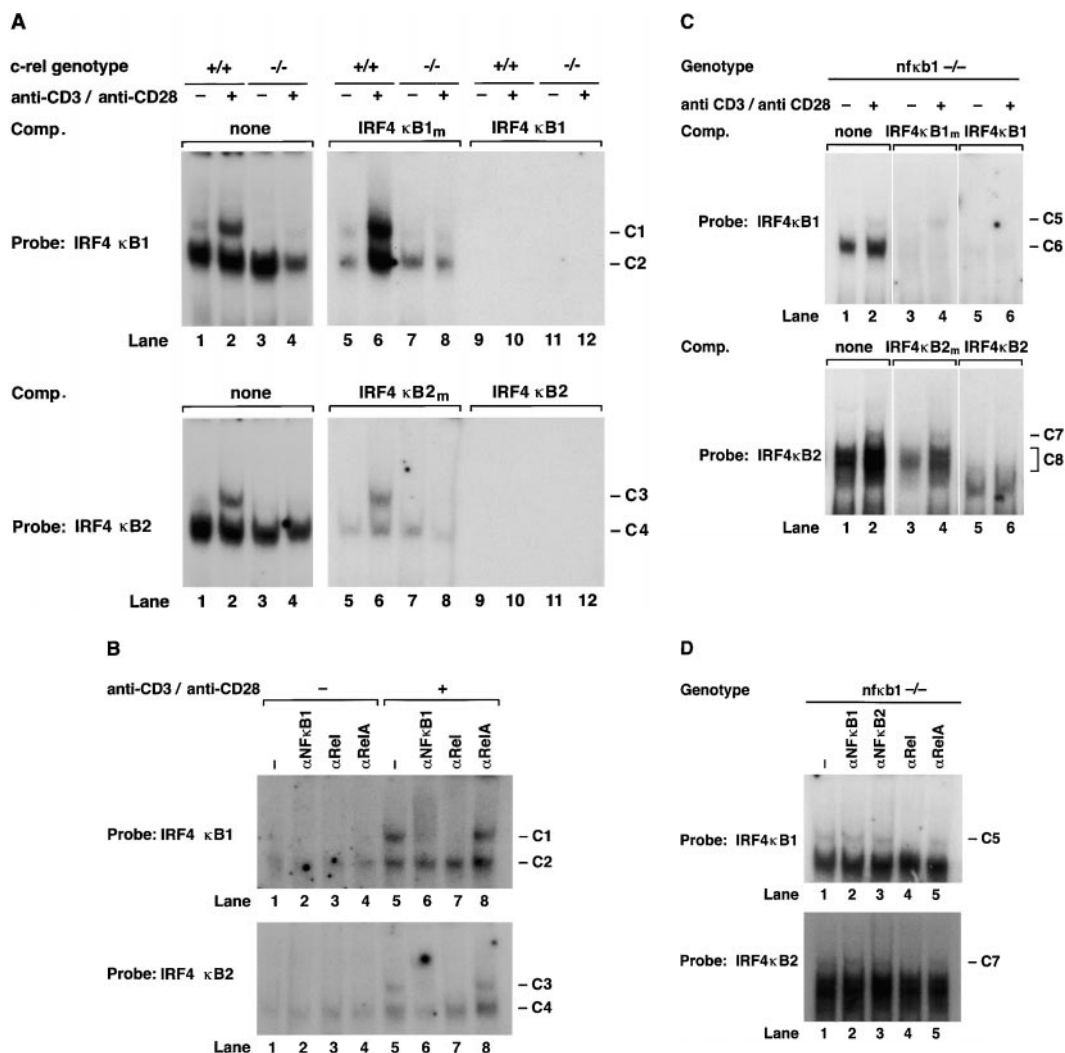 A
c-rel genotype +/+ -/- +/+ -/- +/+ -/-
anti-CD3 / anti-CD28 – + – + – + – + – + – +
Comp. none IRF4 κB1m IRF4 κB1
Probe: IRF4 κB1
– C1
– C2
Lane 1 2 3 4 5 6 7 8 9 10 11 12
Comp. none IRF4 κB2m IRF4 κB2
Probe: IRF4 κB2
– C3
– C4
Lane 1 2 3 4 5 6 7 8 9 10 11 12
C
Genotype nfκb1 –/–
anti CD3 / anti CD28 – + – + – +
Comp. none IRF4κB1m IRF4κB1
Probe: IRF4κB1
– C5
– C6
Lane 1 2 3 4 5 6
Comp. none IRF4κB2m IRF4κB2
Probe: IRF4κB2
– C7
C8
Lane 1 2 3 4 5 6
B
anti-CD3 / anti-CD28 – +
– αNFκB1 αRel αRelA – αNFκB1 αRel αRelA
Probe: IRF4 κB1
– C1
– C2
Lane 1 2 3 4 5 6 7 8
Probe: IRF4 κB2
– C3
– C4
Lane 1 2 3 4 5 6 7 8
D
Genotype nfκb1 –/–
– αNFκB1 αNFκB2 αRel αRelA
Probe: IRF4κB1
– C5
Lane 1 2 3 4 5
Probe: IRF4κB2
– C7
Lane 1 2 3 4 5